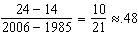 24 − 14 / 2006 − 1985 = 10 / 21 ≈ .48